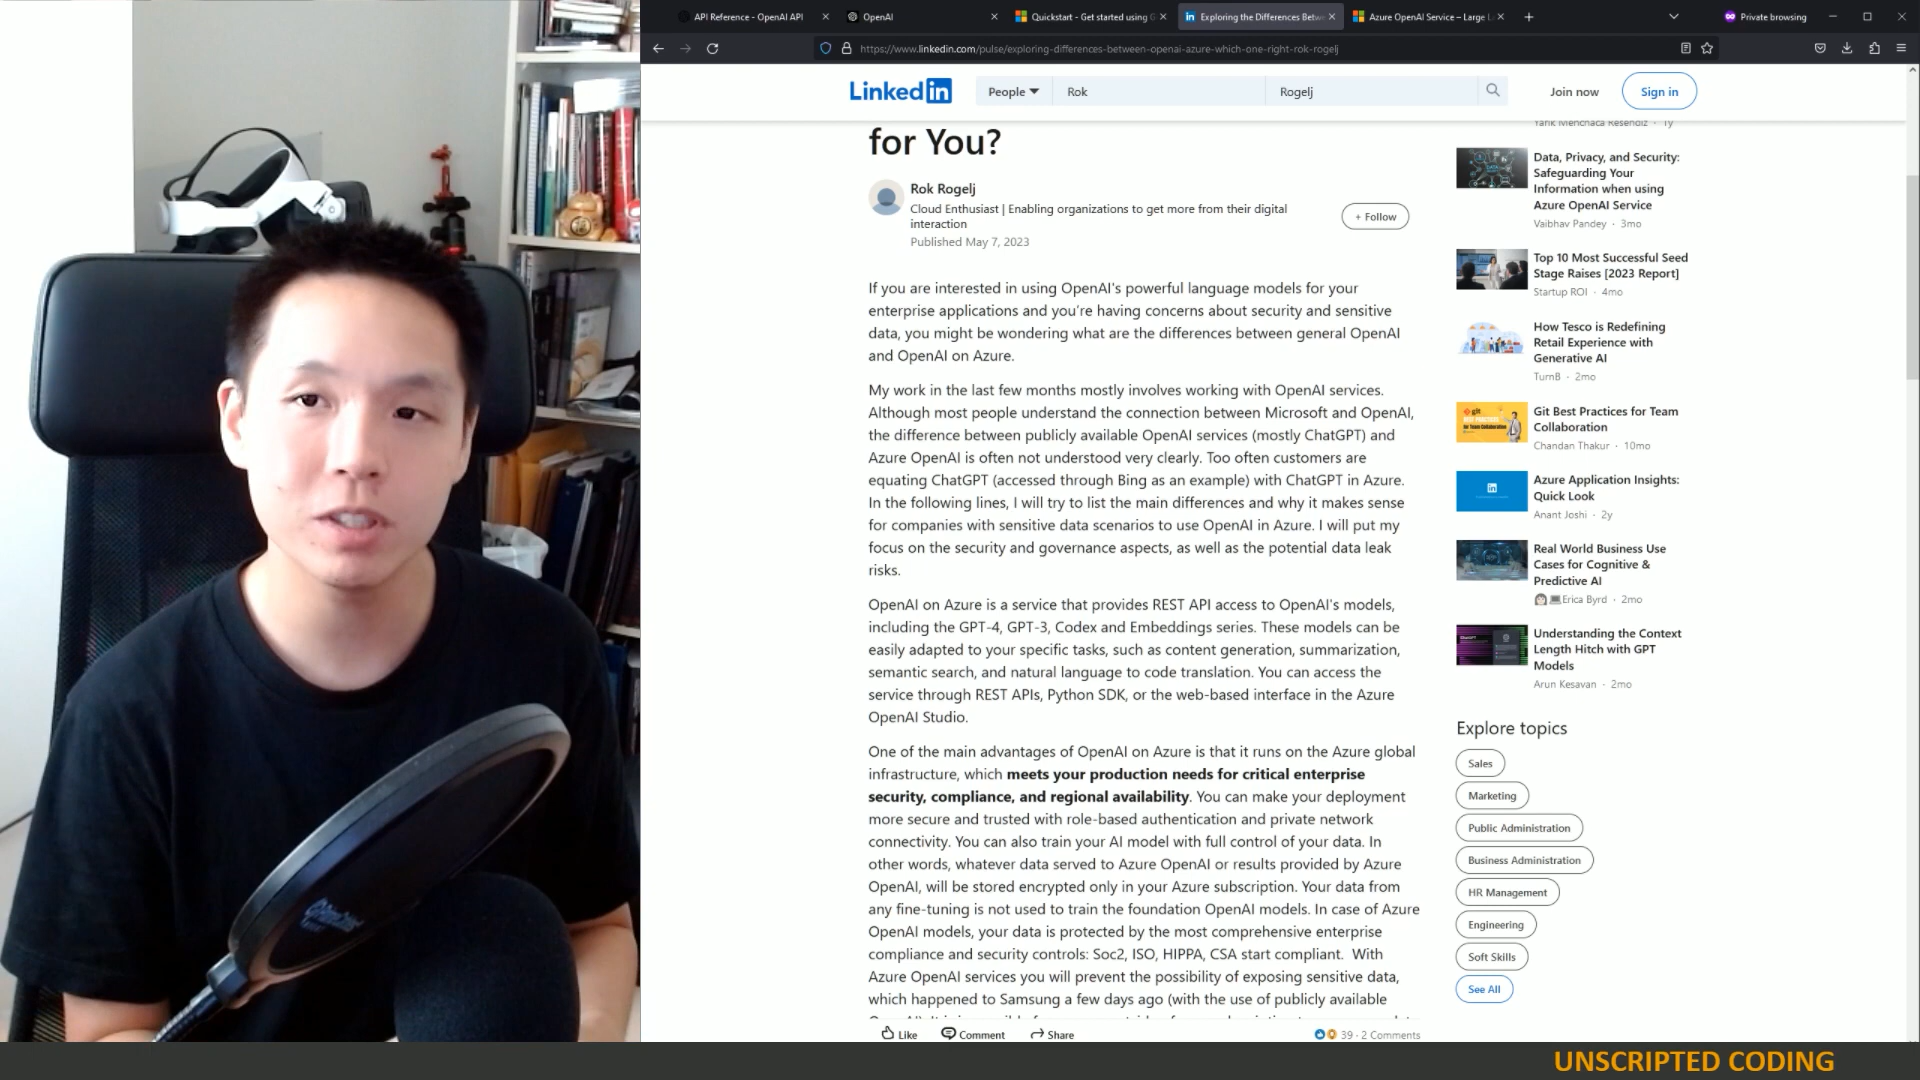 API Reference - OpenAI API
OpenAI
Quickstart - Get started using G
Exploring the Differences Betw
Azure OpenAI Service – Large L
Private browsing
https://www.linkedin.com/pulse/exploring-differences-between-openai-azure-which-one-right-rok-rogelj
Linkedin
People
Rok
Rogelj
Join now
Sign in
for You?
Rok Rogelj
Cloud Enthusiast | Enabling organizations to get more from their digital
interaction
Published May 7, 2023
+ Follow
If you are interested in using OpenAI's powerful language models for your
enterprise applications and you're having concerns about security and sensitive
data, you might be wondering what are the differences between general OpenAI
and OpenAI on Azure.
My work in the last few months mostly involves working with OpenAI services.
Although most people understand the connection between Microsoft and OpenAI,
the difference between publicly available OpenAI services (mostly ChatGPT) and
Azure OpenAI is often not understood very clearly. Too often customers are
equating ChatGPT (accessed through Bing as an example) with ChatGPT in Azure.
In the following lines, I will try to list the main differences and why it makes sense
for companies with sensitive data scenarios to use OpenAI in Azure. I will put my
focus on the security and governance aspects, as well as the potential data leak
risks.
OpenAI on Azure is a service that provides REST API access to OpenAI's models,
including the GPT-4, GPT-3, Codex and Embeddings series. These models can be
easily adapted to your specific tasks, such as content generation, summarization,
semantic search, and natural language to code translation. You can access the
service through REST APIs, Python SDK, or the web-based interface in the Azure
OpenAI Studio.
One of the main advantages of OpenAI on Azure is that it runs on the Azure global
infrastructure, which meets your production needs for critical enterprise
security, compliance, and regional availability. You can make your deployment
more secure and trusted with role-based authentication and private network
connectivity. You can also train your AI model with full control of your data. In
other words, whatever data served to Azure OpenAI or results provided by Azure
OpenAI, will be stored encrypted only in your Azure subscription. Your data from
any fine-tuning is not used to train the foundation OpenAI models. In case of Azure
OpenAI models, your data is protected by the most comprehensive enterprise
compliance and security controls: Soc2, ISO, HIPPA, CSA start compliant. With
Azure OpenAI services you will prevent the possibility of exposing sensitive data,
which happened to Samsung a few days ago (with the use of publicly available
Like
Comment
Share
39 · 2 Comments
Yank Menchaca Resendiz · 1y
Data, Privacy, and Security:
Safeguarding Your
Information when using
Azure OpenAI Service
Vaibhav Pandey · 3mo
Top 10 Most Successful Seed
Stage Raises [2023 Report]
Startup ROI · 4mo
How Tesco is Redefining
Retail Experience with
Generative AI
TurnB · 2mo
Git Best Practices for Team
Collaboration
Chandan Thakur · 10mo
Azure Application Insights:
Quick Look
Anant Joshi · 2y
Real World Business Use
Cases for Cognitive &
Predictive AI
Erica Byrd · 2mo
Understanding the Context
Length Hitch with GPT
Models
Arun Kesavan · 2mo
Explore topics
Sales
Marketing
Public Administration
Business Administration
HR Management
Engineering
Soft Skills
See All
UNSCRIPTED CODING